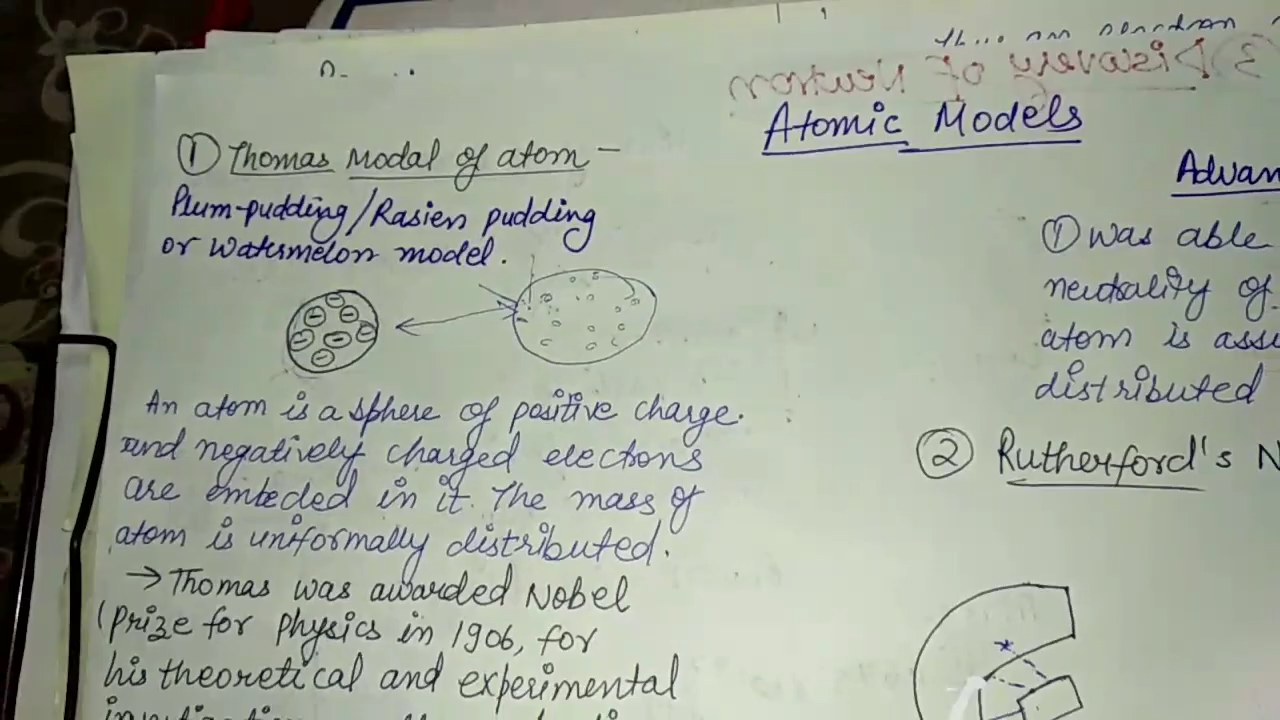 Atomic Models
① Thomas Modal of atom –
Plum-pudding/Rasien pudding
or Watermelon model.
An atom is a sphere of positive charge.
and negatively charged electrons
are embeded in it. The mass of
atom is uniformally distributed.
→ Thomas was awarded Nobel
Prize for physics in 1906, for
his theoretical and experimental
Advan
① was able
neutrality of
atom is assu
distributed
② Rutherford's N